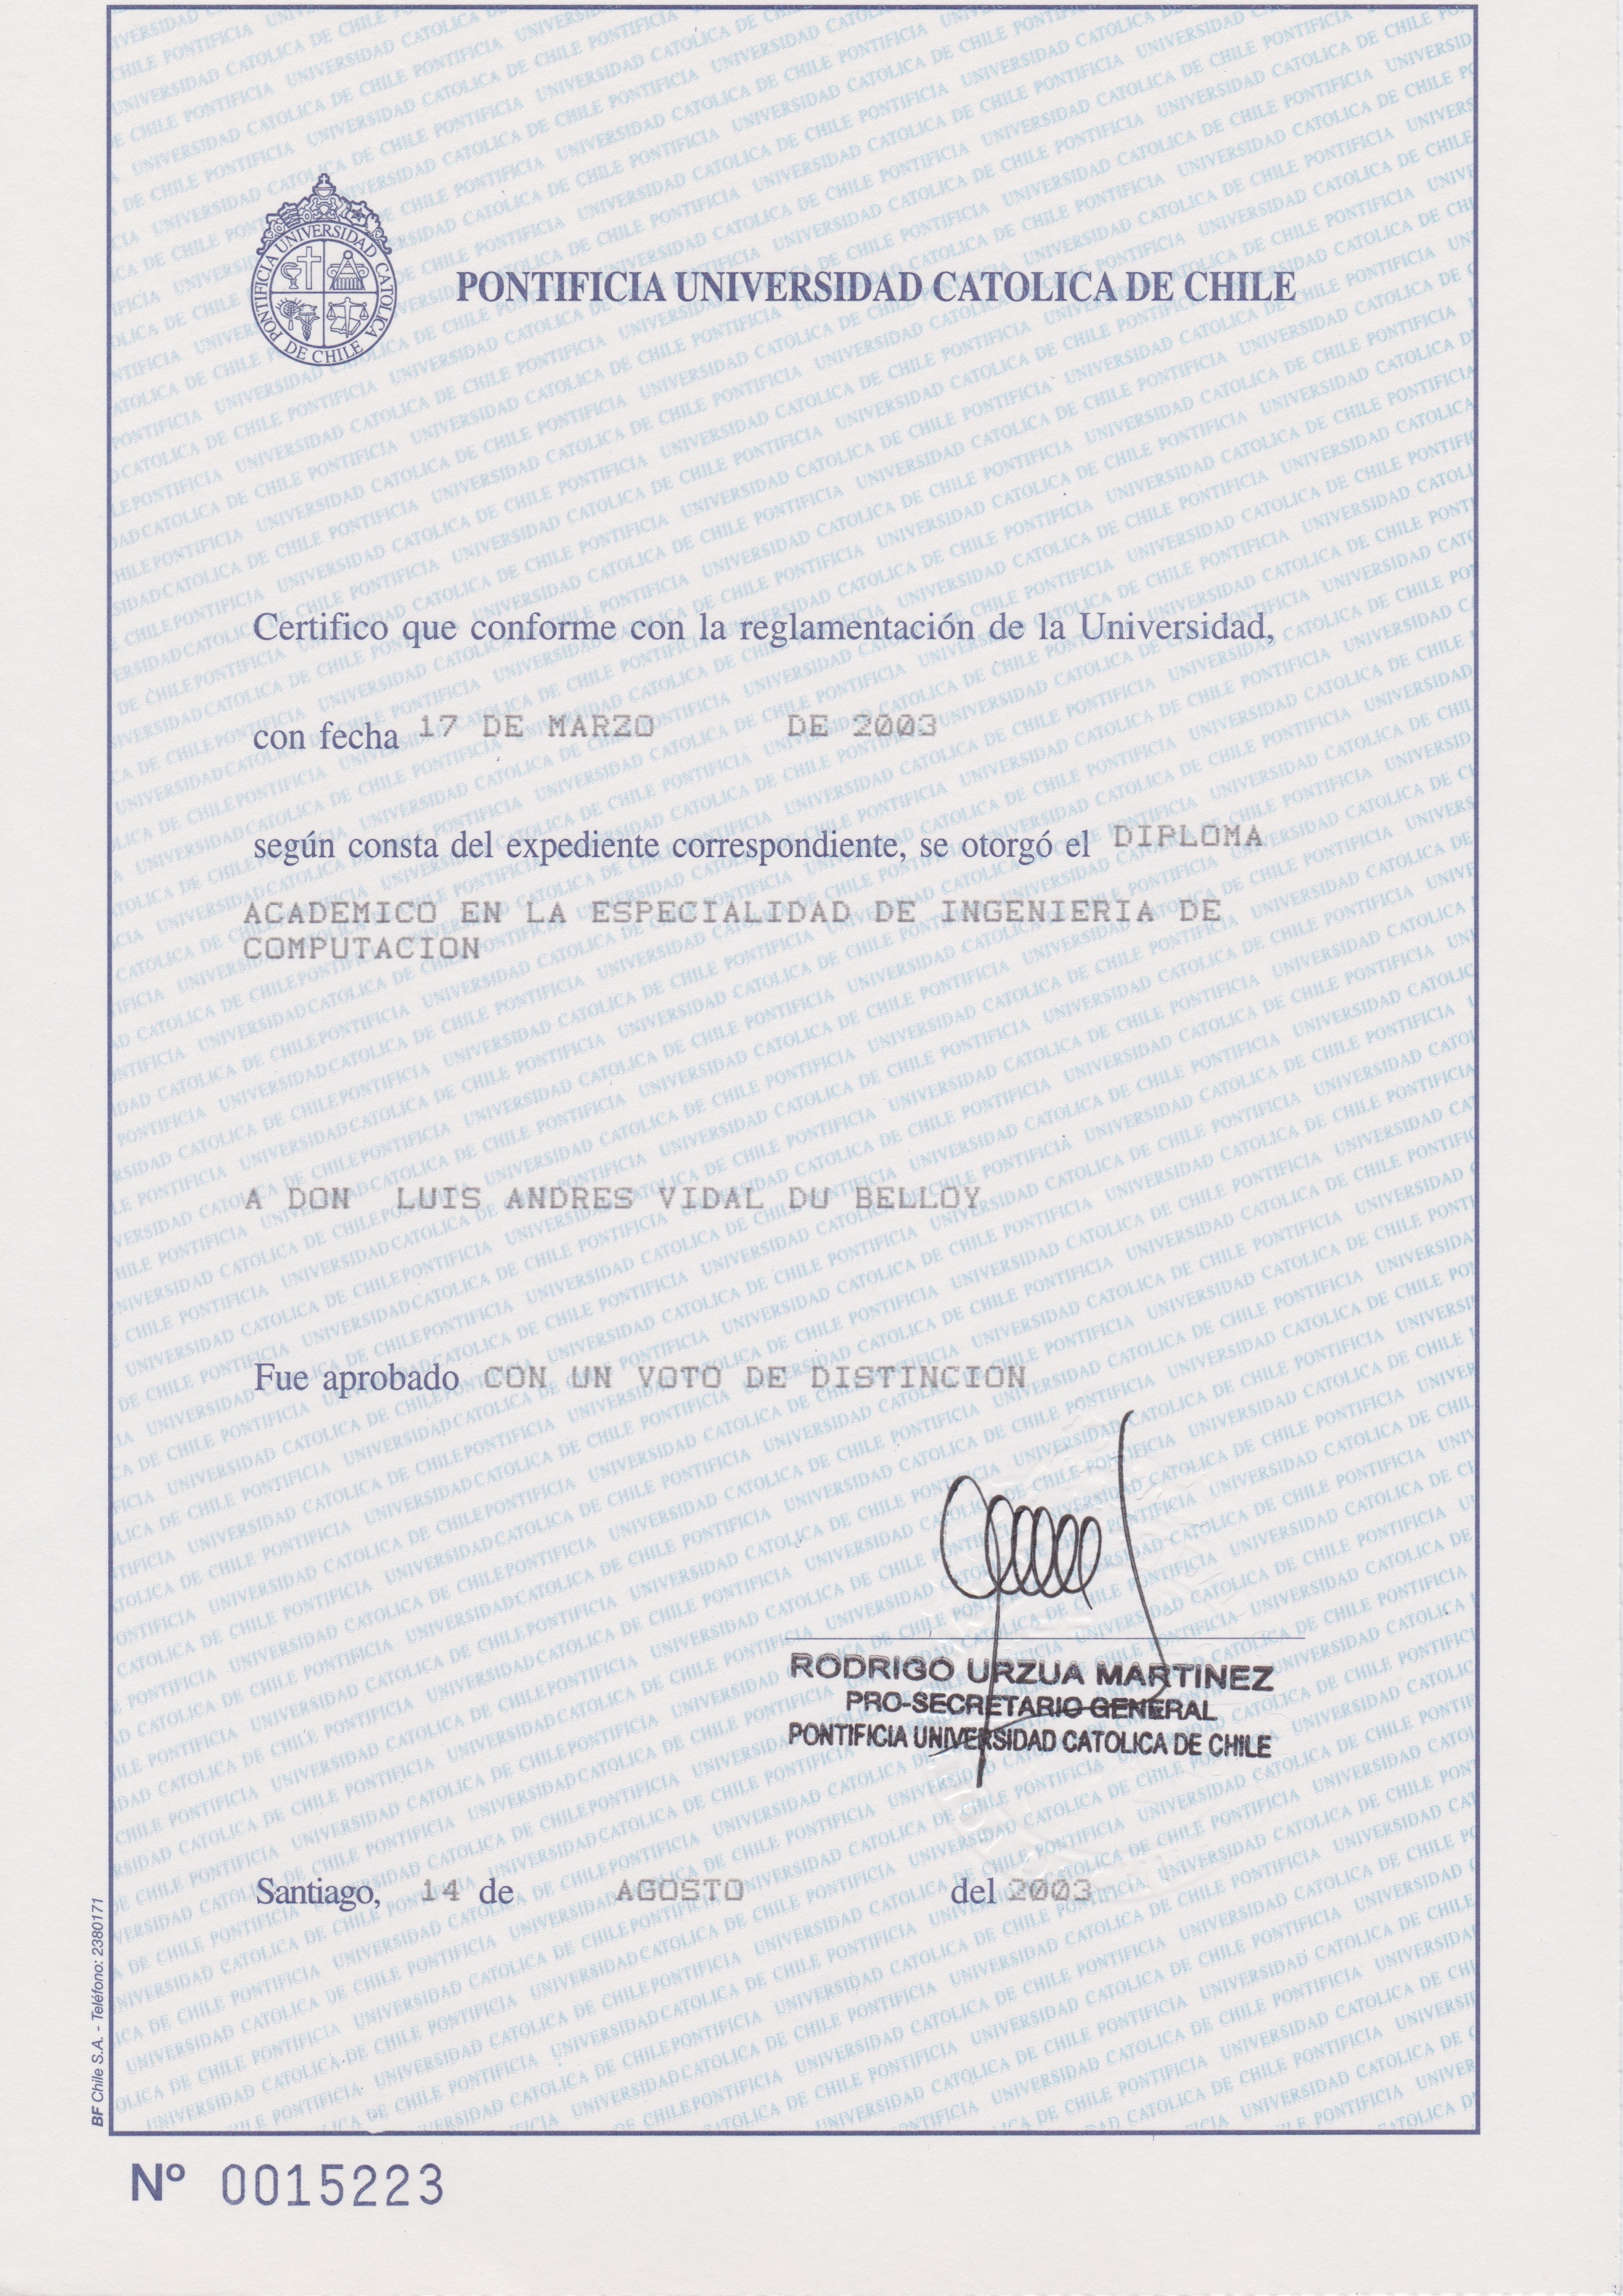 PONTIFICIA UNIVERSIDAD CATOLICA DE CHILE
PONTIFICIA UNIVERSIDAD CATOLICA DE CHILE
Certifico que conforme con la reglamentación de la Universidad,
con fecha 17 DE MARZO DE 2003
según consta del expediente correspondiente, se otorgó el DIPLOMA
ACADEMICO EN LA ESPECIALIDAD DE INGENIERIA DE
COMPUTACION
A DON LUIS ANDRES VIDAL DU BELLOY
Fue aprobado CON UN VOTO DE DISTINCION
RODRIGO URZUA MARTINEZ
PRO-SECRETARIO GENERAL
PONTIFICIA UNIVERSIDAD CATOLICA DE CHILE
Santiago, 14 de AGOSTO del 2003
BF Chile S.A. - Teléfono: 2380171
Nº 0015223